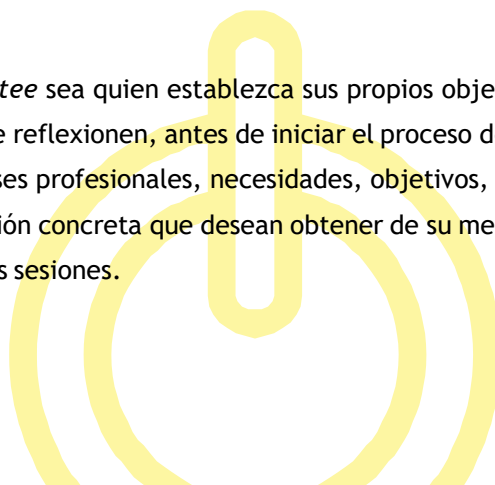 tee sea quien establezca sus propios obje
e reflexionen, antes de iniciar el proceso d
ses profesionales, necesidades, objetivos,
ión concreta que desean obtener de su me
s sesiones.